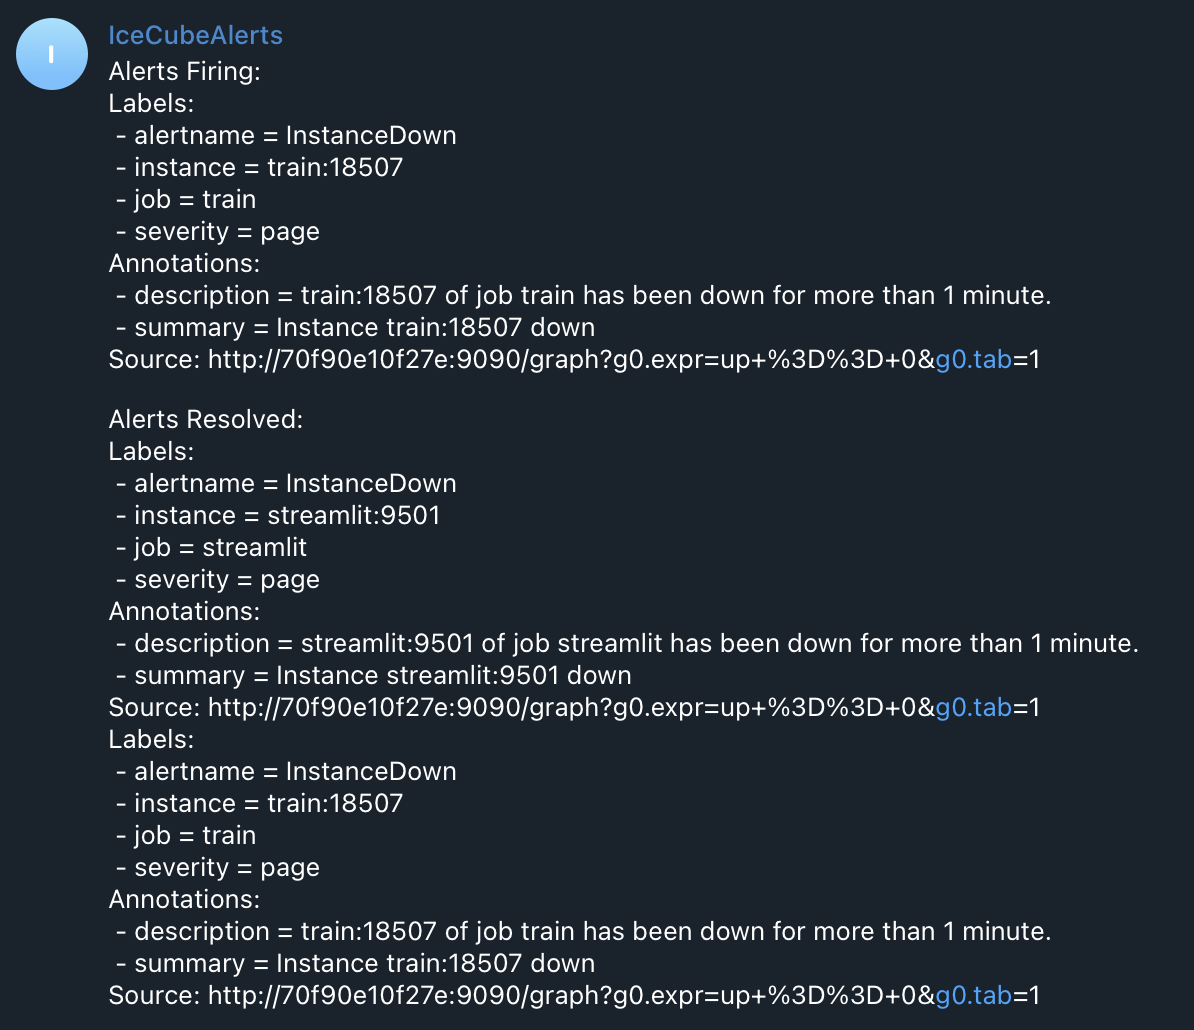 I
IceCubeAlerts
Alerts Firing:
Labels:
- alertname = InstanceDown
- instance = train:18507
- job = train
- severity = page
Annotations:
- description = train:18507 of job train has been down for more than 1 minute.
- summary = Instance train:18507 down
Source: http://70f90e10f27e:9090/graph?g0.expr=up+%3D%3D+0&g0.tab=1
Alerts Resolved:
Labels:
- alertname = InstanceDown
- instance = streamlit:9501
- job = streamlit
- severity = page
Annotations:
- description = streamlit:9501 of job streamlit has been down for more than 1 minute.
- summary = Instance streamlit:9501 down
Source: http://70f90e10f27e:9090/graph?g0.expr=up+%3D%3D+0&g0.tab=1
Labels:
- alertname = InstanceDown
- instance = train:18507
- job = train
- severity = page
Annotations:
- description = train:18507 of job train has been down for more than 1 minute.
- summary = Instance train:18507 down
Source: http://70f90e10f27e:9090/graph?g0.expr=up+%3D%3D+0&g0.tab=1